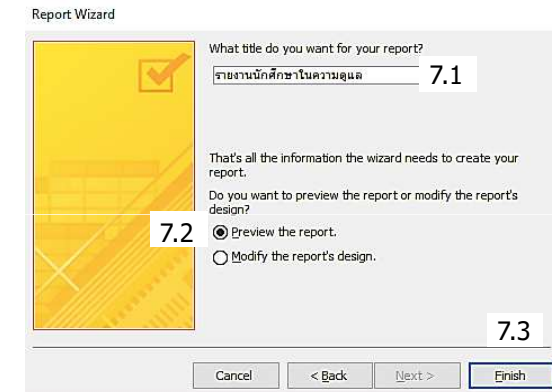 Report Wizard
What title do you want for your report?
รายงานนักศึกษาในความดูแล 7.1
That's all the information the wizard needs to create your
report.
Do you want to preview the report or modify the report's
design?
7.2 Preview the report.
Modify the report's design.
7.3
Cancel < Back Next > Finish